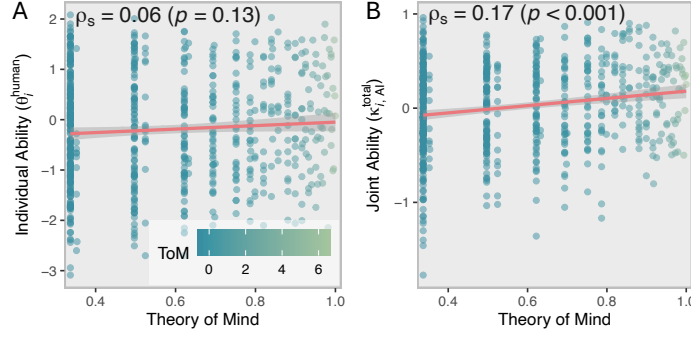 A
ρs = 0.06 (p = 0.13)
2
1
0
−1
−2
−3
Individual Ability (θᵢʰᵘᵐᵃⁿ)
ToM
0 2 4 6
0.4 0.6 0.8 1.0
Theory of Mind
B
ρs = 0.17 (p < 0.001)
1
0
−1
Joint Ability (κᵢ, AIᵗᵒᵗᵃˡ)
0.4 0.6 0.8 1.0
Theory of Mind